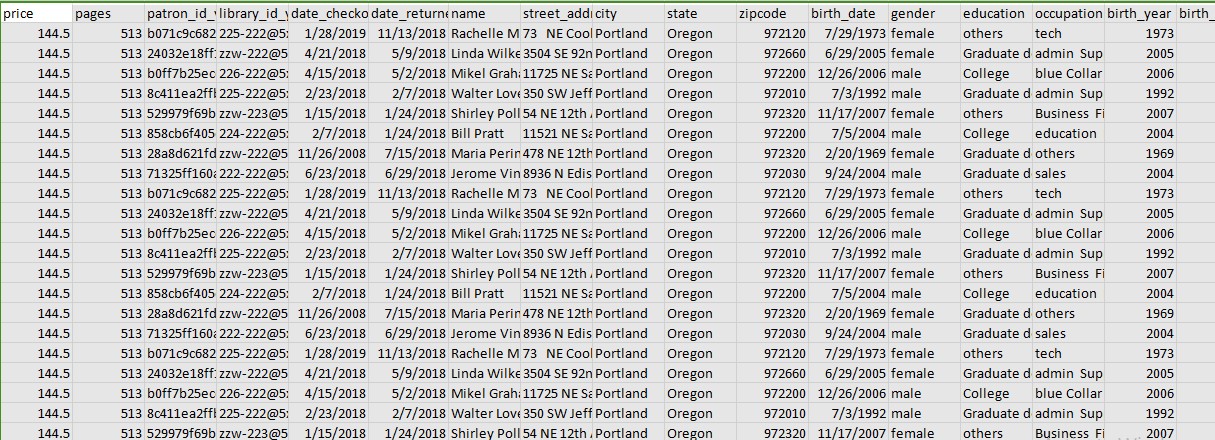 price pages patron_id_ library_id_ date_checko date_returne name street_addr city state zipcode birth_date gender education occupation birth_year birth_
144.5 513 b071c9c682 225-222@5: 1/28/2019 11/13/2018 Rachelle M 73 NE Cool Portland Oregon 972120 7/29/1973 female others tech 1973
144.5 513 24032e18ff: zzw-222@5 4/21/2018 5/9/2018 Linda Wilke 3504 SE 92n Portland Oregon 972660 6/29/2005 female Graduate d admin Sup 2005
144.5 513 b0ff7b25ec 226-222@5: 4/15/2018 5/2/2018 Mikel Grah 11725 NE Sa Portland Oregon 972200 12/26/2006 male College blue Collar 2006
144.5 513 8c411ea2ff 225-222@5: 2/23/2018 2/7/2018 Walter Love 350 SW Jeff Portland Oregon 972010 7/3/1992 male Graduate d admin Sup 1992
144.5 513 529979f69b zzw-223@5 1/15/2018 1/24/2018 Shirley Poll 54 NE 12th Portland Oregon 972320 11/17/2007 female others Business Fi 2007
144.5 513 858cb6f405 224-222@5: 2/7/2018 1/24/2018 Bill Pratt 11521 NE Sa Portland Oregon 972200 7/5/2004 male College education 2004
144.5 513 28a8d621fd zzw-222@5 11/26/2008 7/15/2018 Maria Perin 478 NE 12th Portland Oregon 972320 2/20/1969 female Graduate d others 1969
144.5 513 71325ff160 222-222@5: 6/23/2018 6/29/2018 Jerome Vin 8936 N Edis Portland Oregon 972030 9/24/2004 male Graduate d sales 2004
144.5 513 b071c9c682 225-222@5: 1/28/2019 11/13/2018 Rachelle M 73 NE Cool Portland Oregon 972120 7/29/1973 female others tech 1973
144.5 513 24032e18ff: zzw-222@5 4/21/2018 5/9/2018 Linda Wilke 3504 SE 92n Portland Oregon 972660 6/29/2005 female Graduate d admin Sup 2005
144.5 513 b0ff7b25ec 226-222@5: 4/15/2018 5/2/2018 Mikel Grah 11725 NE Sa Portland Oregon 972200 12/26/2006 male College blue Collar 2006
144.5 513 8c411ea2ff 225-222@5: 2/23/2018 2/7/2018 Walter Love 350 SW Jeff Portland Oregon 972010 7/3/1992 male Graduate d admin Sup 1992
144.5 513 529979f69b zzw-223@5 1/15/2018 1/24/2018 Shirley Poll 54 NE 12th Portland Oregon 972320 11/17/2007 female others Business Fi 2007
144.5 513 858cb6f405 224-222@5: 2/7/2018 1/24/2018 Bill Pratt 11521 NE Sa Portland Oregon 972200 7/5/2004 male College education 2004
144.5 513 28a8d621fd zzw-222@5 11/26/2008 7/15/2018 Maria Perin 478 NE 12th Portland Oregon 972320 2/20/1969 female Graduate d others 1969
144.5 513 71325ff160 222-222@5: 6/23/2018 6/29/2018 Jerome Vin 8936 N Edis Portland Oregon 972030 9/24/2004 male Graduate d sales 2004
144.5 513 b071c9c682 225-222@5: 1/28/2019 11/13/2018 Rachelle M 73 NE Cool Portland Oregon 972120 7/29/1973 female others tech 1973
144.5 513 24032e18ff: zzw-222@5 4/21/2018 5/9/2018 Linda Wilke 3504 SE 92n Portland Oregon 972660 6/29/2005 female Graduate d admin Sup 2005
144.5 513 b0ff7b25ec 226-222@5: 4/15/2018 5/2/2018 Mikel Grah 11725 NE Sa Portland Oregon 972200 12/26/2006 male College blue Collar 2006
144.5 513 8c411ea2ff 225-222@5: 2/23/2018 2/7/2018 Walter Love 350 SW Jeff Portland Oregon 972010 7/3/1992 male Graduate d admin Sup 1992
144.5 513 529979f69b zzw-223@5 1/15/2018 1/24/2018 Shirley Poll 54 NE 12th Portland Oregon 972320 11/17/2007 female others Business Fi 2007